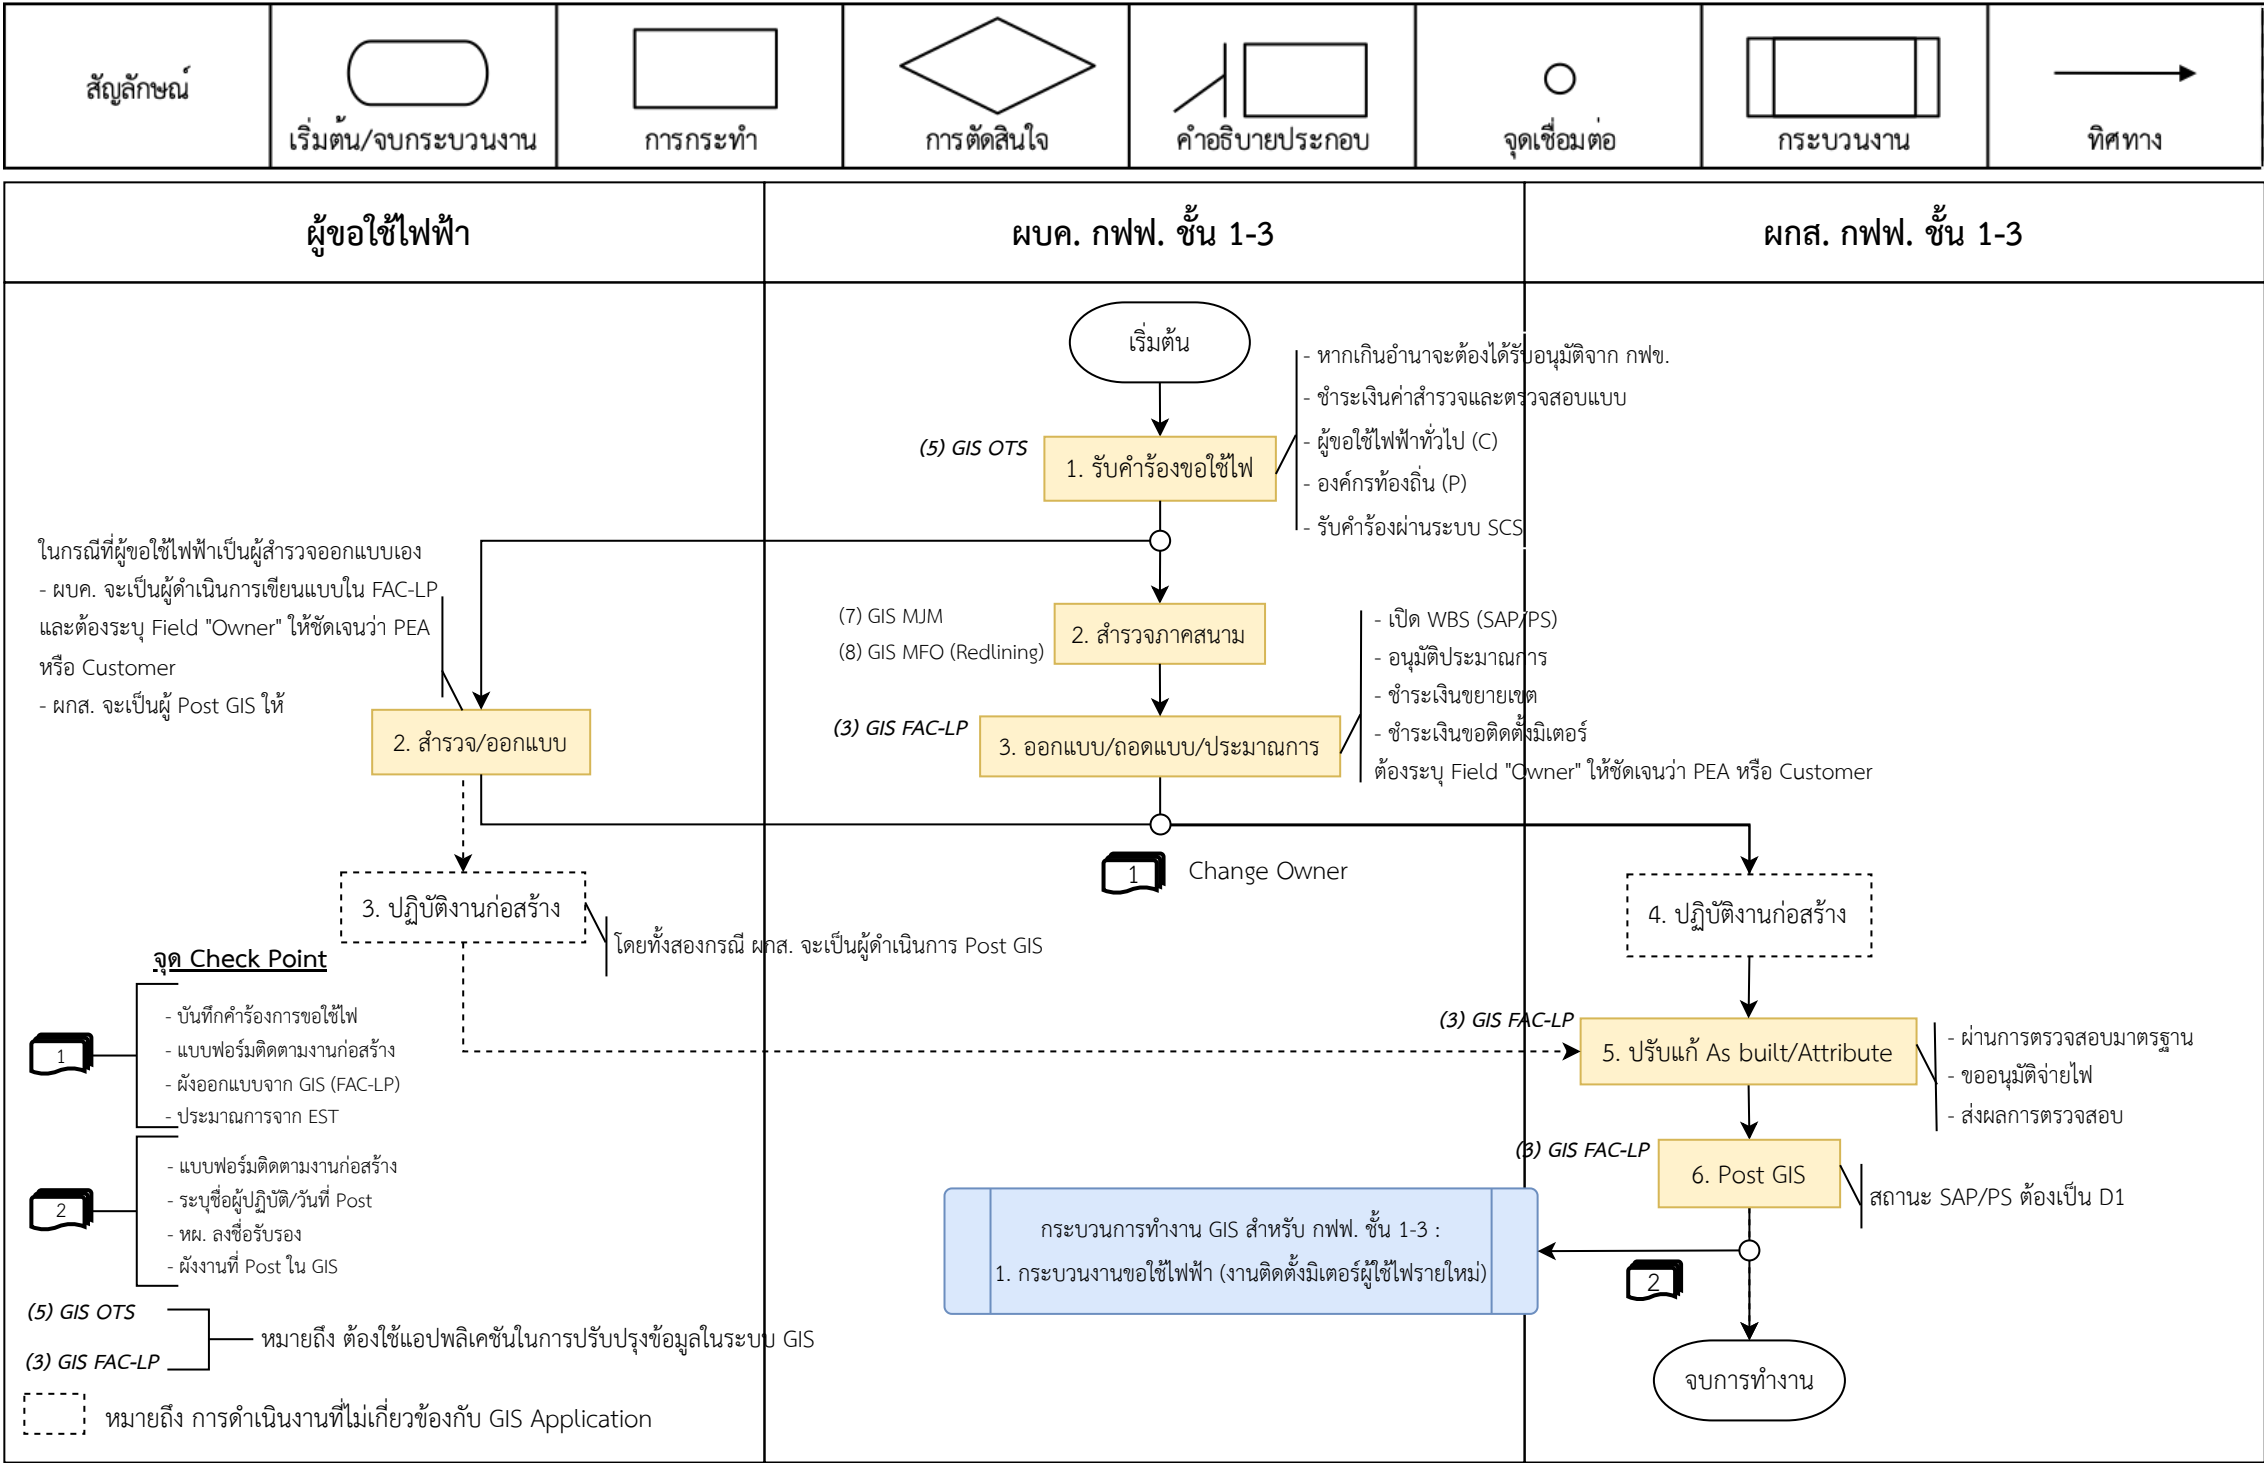 สัญลักษณ์
เริ่มต้น/จบกระบวนงาน
การกระทำ
การตัดสินใจ
คำอธิบายประกอบ
จุดเชื่อมต่อ
กระบวนงาน
ทิศทาง
ผู้ขอใช้ไฟฟ้า
ผบค. กฟฟ. ชั้น 1-3
ผกส. กฟฟ. ชั้น 1-3
เริ่มต้น
- หากเกินอำนาจะต้องได้รับอนุมัติจาก กฟข.
- ชำระเงินค่าสำรวจและตรวจสอบแบบ
- ผู้ขอใช้ไฟฟ้าทั่วไป (C)
- องค์กรท้องถิ่น (P)
- รับคำร้องผ่านระบบ SCS
(5) GIS OTS
1. รับคำร้องขอใช้ไฟ
ในกรณีที่ผู้ขอใช้ไฟฟ้าเป็นผู้สำรวจออกแบบเอง
- ผบค. จะเป็นผู้ดำเนินการเขียนแบบใน FAC-LP
และต้องระบุ Field "Owner" ให้ชัดเจนว่า PEA
หรือ Customer
- ผกส. จะเป็นผู้ Post GIS ให้
(7) GIS MJM
(8) GIS MFO (Redlining)
2. สำรวจภาคสนาม
- เปิด WBS (SAP/PS)
- อนุมัติประมาณการ
- ชำระเงินขยายเขต
- ชำระเงินขอติดตั้งมิเตอร์
ต้องระบุ Field "Owner" ให้ชัดเจนว่า PEA หรือ Customer
2. สำรวจ/ออกแบบ
(3) GIS FAC-LP
3. ออกแบบ/ถอดแบบ/ประมาณการ
1
Change Owner
3. ปฏิบัติงานก่อสร้าง
โดยทั้งสองกรณี ผกส. จะเป็นผู้ดำเนินการ Post GIS
4. ปฏิบัติงานก่อสร้าง
จุด Check Point
1
- บันทึกคำร้องการขอใช้ไฟ
- แบบฟอร์มติดตามงานก่อสร้าง
- ผังออกแบบจาก GIS (FAC-LP)
- ประมาณการจาก EST
(3) GIS FAC-LP
5. ปรับแก้ As built/Attribute
- ผ่านการตรวจสอบมาตรฐาน
- ขออนุมัติจ่ายไฟ
- ส่งผลการตรวจสอบ
2
- แบบฟอร์มติดตามงานก่อสร้าง
- ระบุชื่อผู้ปฏิบัติ/วันที่ Post
- หผ. ลงชื่อรับรอง
- ผังงานที่ Post ใน GIS
(3) GIS FAC-LP
6. Post GIS
สถานะ SAP/PS ต้องเป็น D1
กระบวนการทำงาน GIS สำหรับ กฟฟ. ชั้น 1-3 :
1. กระบวนงานขอใช้ไฟฟ้า (งานติดตั้งมิเตอร์ผู้ใช้ไฟรายใหม่)
2
(5) GIS OTS
(3) GIS FAC-LP
หมายถึง ต้องใช้แอปพลิเคชันในการปรับปรุงข้อมูลในระบบ GIS
จบการทำงาน
หมายถึง การดำเนินงานที่ไม่เกี่ยวข้องกับ GIS Application